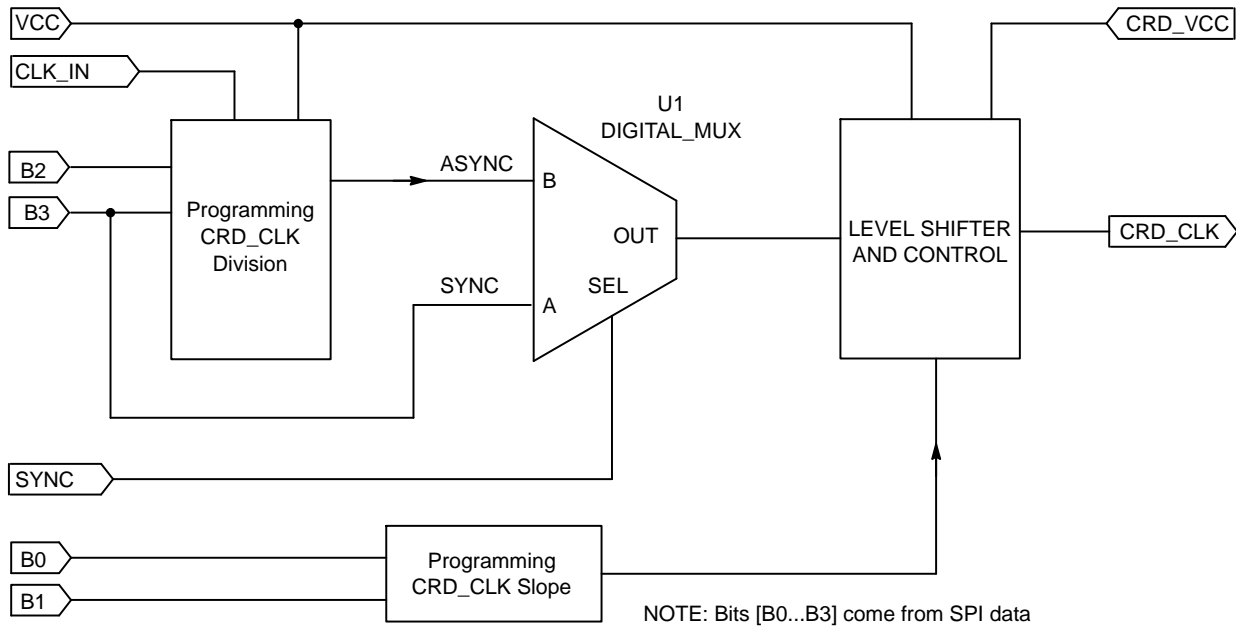 VCC
CRD_VCC
CLK_IN
U1
DIGITAL_MUX
B2
ASYNC
B
B3
Programming
CRD_CLK
Division
OUT
LEVEL SHIFTER
AND CONTROL
CRD_CLK
SYNC
SEL
A
SYNC
B0
Programming
CRD_CLK Slope
B1
NOTE: Bits [B0...B3] come from SPI data